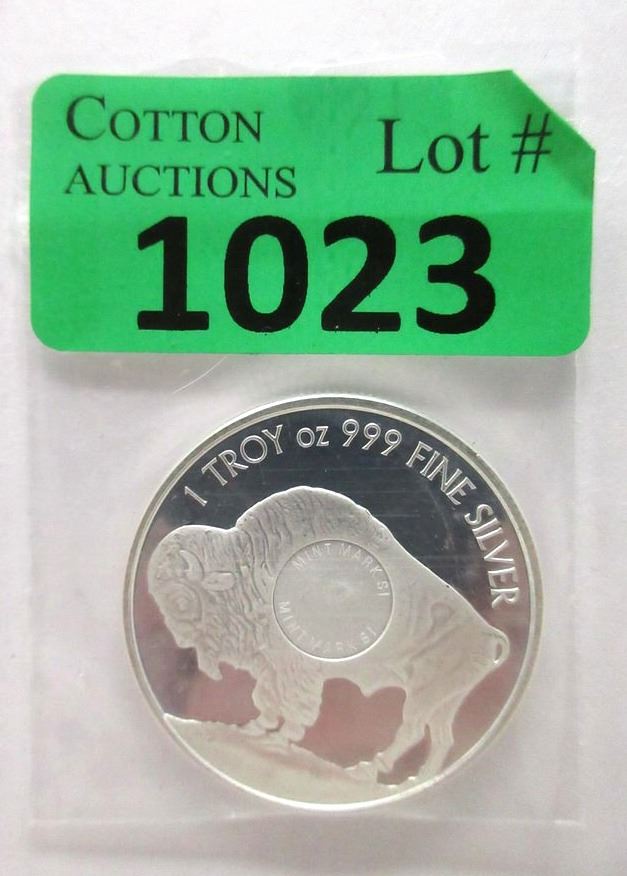 COTTON
AUCTIONS
Lot #
1023
1 TROY oz 999 FINE SILVER
MINT MARK SI
MINT MARK SI